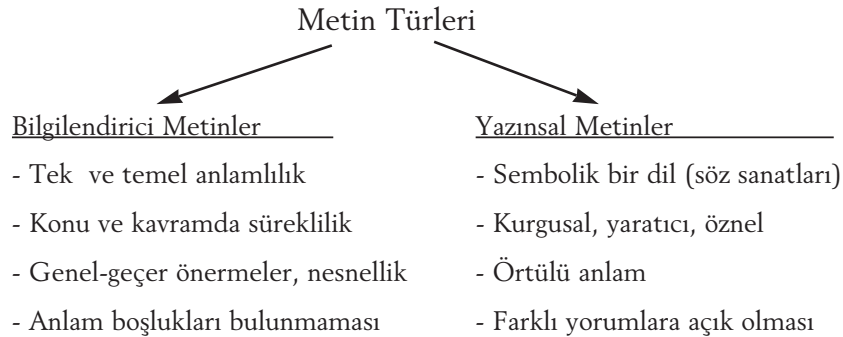 Metin Türleri
Bilgilendirici Metinler
- Tek ve temel anlamlılık
- Konu ve kavramda süreklilik
- Genel-geçer önermeler, nesnellik
- Anlam boşlukları bulunmaması
Yazınsal Metinler
- Sembolik bir dil (söz sanatları)
- Kurgusal, yaratıcı, öznel
- Örtülü anlam
- Farklı yorumlara açık olması